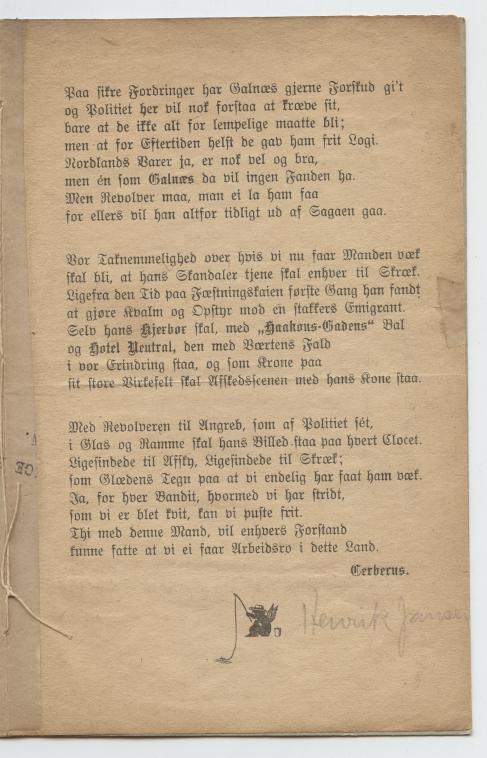 Paa sikre Fordringer har Galnæs gjerne Forskud gi't
og Politiet her vil nok forstaa at kræve sit,
bare at de ikke alt for lempelige maatte bli;
men at for Eftertiden helst de gav ham frit Logi.
Nordlands Varer ja, er nok vel og bra,
men én som Galnæs da vil ingen Fanden ha.
Men Revolver maa, man ei la ham faa
for ellers vil han altfor tidligt ud af Sagaen gaa.
Vor Taknemmelighed over hvis vi nu faar Manden væk
skal bli, at hans Skandaler tjene skal enhver til Skræk.
Ligefra den Tid paa Fæstningskaien første Gang han fandt
at gjøre Kvalm og Opstyr mod en stakkers Emigrant.
Selv hans Kjerbor skal, med „Haakons-Gadens“ Bal
og Hotel Neutral, den med Værtens Fald
i vor Erindring staa, og som Krone paa
sit store Virkefelt skal Afskedsscenen med hans Kone staa.
Med Revolveren til Angreb, som af Politiet sét,
i Glas og Ramme skal hans Billed staa paa hvert Closet.
Ligesindede til Afsky, Ligesindede til Skræk;
som Glædens Tegn paa at vi endelig har faat ham væk.
Ja, for hver Bandit, hvormed vi har stridt,
som vi er blet kvit, kan vi puste frit.
Thi med denne Mand, vil enhvers Forstand
kunne fatte at vi ei faar Arbeidsro i dette Land.
Cerberus.
Henrik Jansen